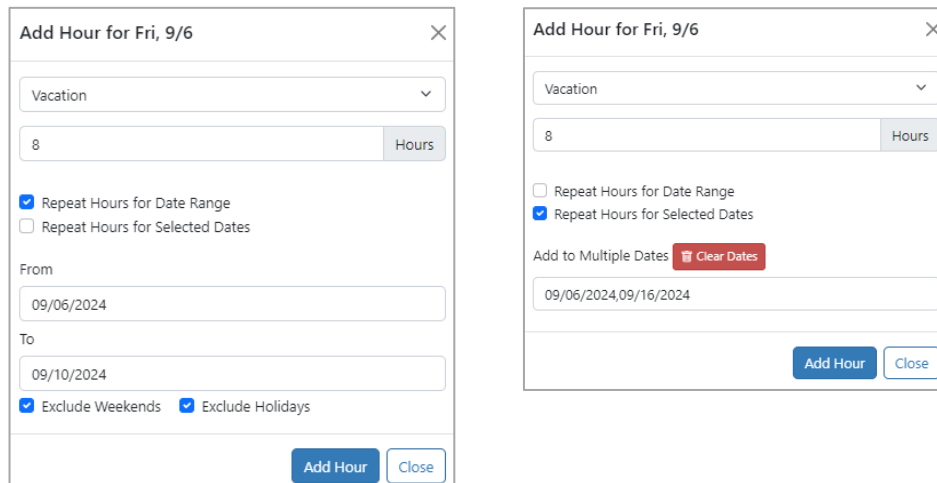 Add Hour for Fri, 9/6
Vacation
8 Hours
Repeat Hours for Date Range
Repeat Hours for Selected Dates
From
09/06/2024
To
09/10/2024
Exclude Weekends Exclude Holidays
Add Hour Close
Add Hour for Fri, 9/6
Vacation
8 Hours
Repeat Hours for Date Range
Repeat Hours for Selected Dates
Add to Multiple Dates Clear Dates
09/06/2024,09/16/2024
Add Hour Close